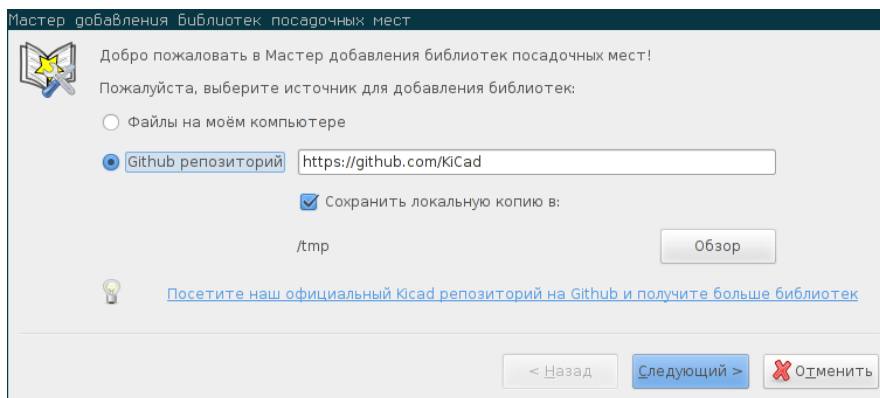 Мастер добавления библиотек посадочных мест
Добро пожаловать в Мастер добавления библиотек посадочных мест!
Пожалуйста, выберите источник для добавления библиотек:
Файлы на моём компьютере
Github репозиторий https://github.com/KiCad
Сохранить локальную копию в:
/tmp Обзор
Посетите наш официальный Kicad репозиторий на Github и получите больше библиотек
< Назад Следующий > Отменить